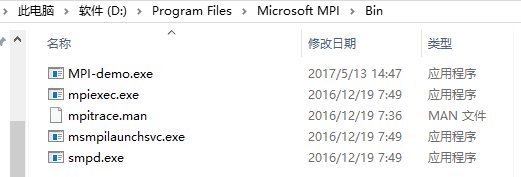 此电脑 > 软件 (D:) > Program Files > Microsoft MPI > Bin
名称 修改日期 类型
MPI-demo.exe 2017/5/13 14:47 应用程序
mpiexec.exe 2016/12/19 7:49 应用程序
mpitrace.man 2016/12/19 7:36 MAN 文件
msmpilaunchsvc.exe 2016/12/19 7:49 应用程序
smpd.exe 2016/12/19 7:49 应用程序